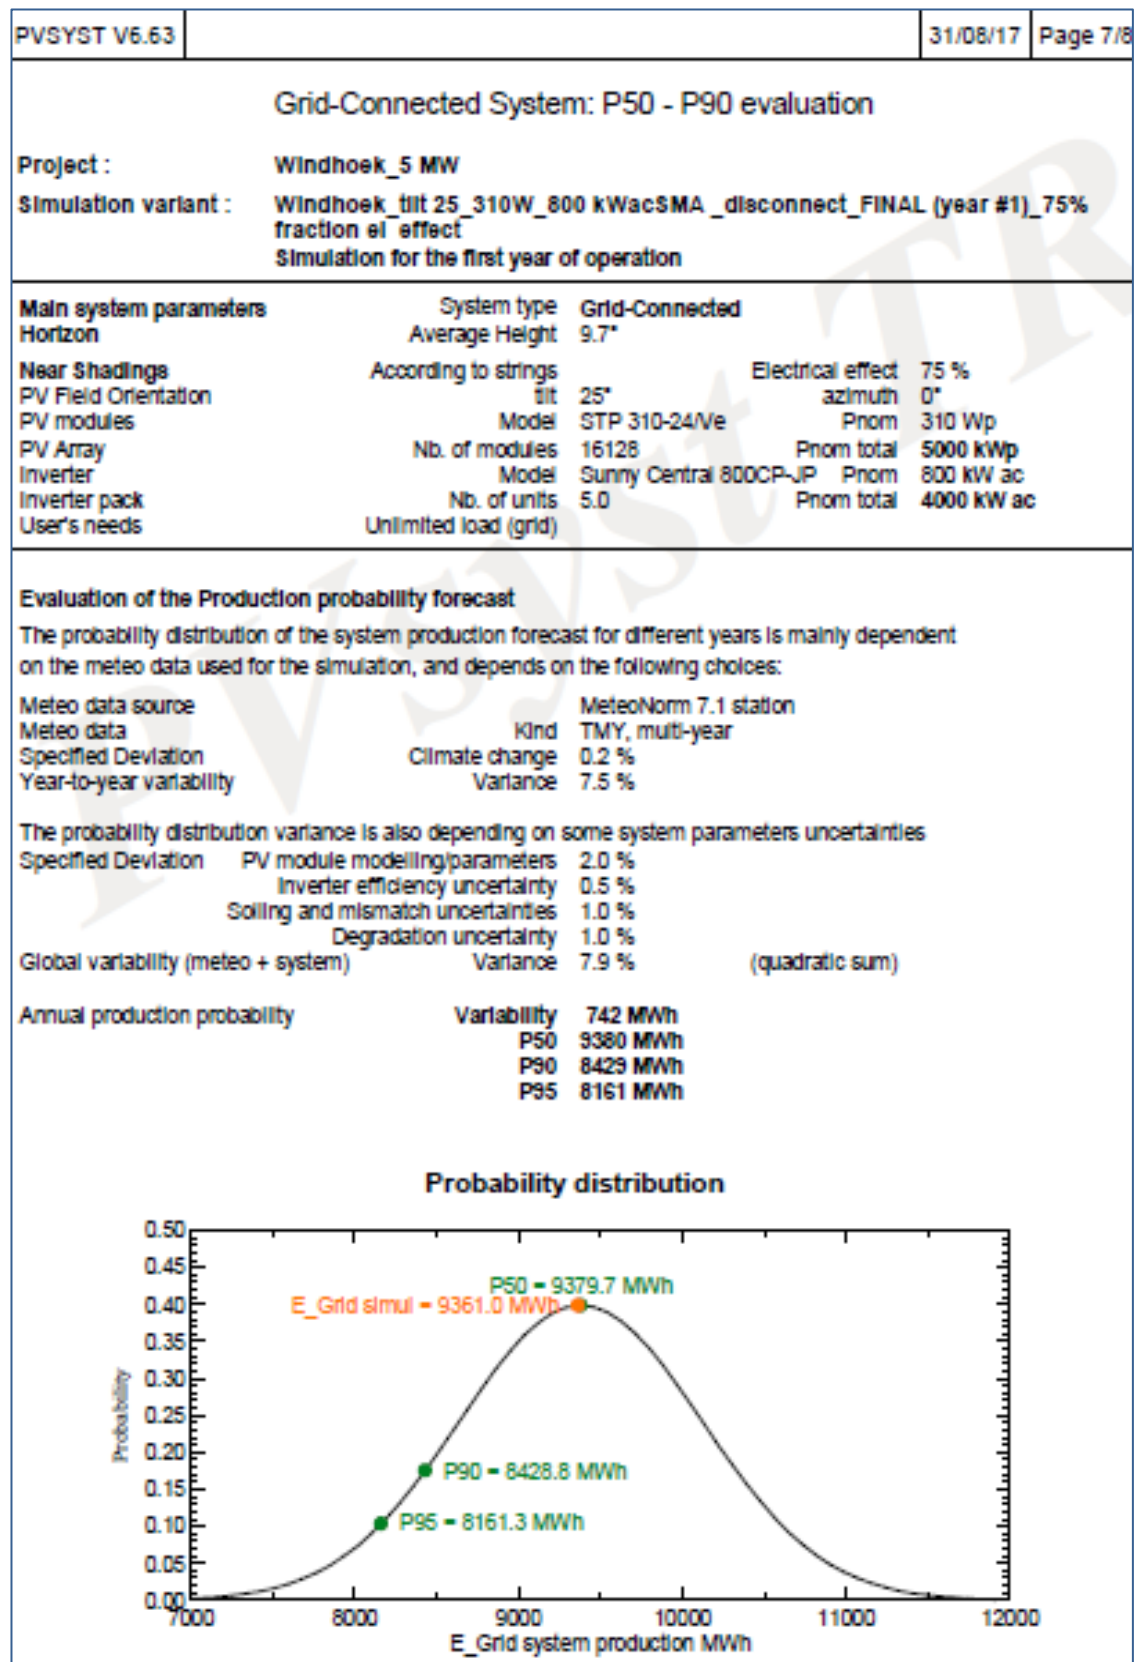 PVSYST V6.63 31/08/17 Page 7/8
Grid-Connected System: P50 - P90 evaluation
Project : Windhoek_5 MW
Simulation variant : Windhoek_tilt 25_310W_800 kWacSMA _disconnect_FINAL (year #1)_75%
fraction el effect
Simulation for the first year of operation
Main system parameters System type Grid-Connected
Horizon Average Height 9.7°
Near Shadings According to strings Electrical effect 75 %
PV Field Orientation tilt 25° azimuth 0°
PV modules Model STP 310-24/Ve Pnom 310 Wp
PV Array Nb. of modules 16128 Pnom total 5000 kWp
Inverter Model Sunny Central 800CP-JP Pnom 800 kW ac
Inverter pack Nb. of units 5.0 Pnom total 4000 kW ac
User's needs Unlimited load (grid)
Evaluation of the Production probability forecast
The probability distribution of the system production forecast for different years is mainly dependent
on the meteo data used for the simulation, and depends on the following choices:
Meteo data source MeteoNorm 7.1 station
Meteo data Kind TMY, multi-year
Specified Deviation Climate change 0.2 %
Year-to-year variability Variance 7.5 %
The probability distribution variance is also depending on some system parameters uncertainties
Specified Deviation PV module modelling/parameters 2.0 %
Inverter efficiency uncertainty 0.5 %
Soiling and mismatch uncertainties 1.0 %
Degradation uncertainty 1.0 %
Global variability (meteo + system) Variance 7.9 % (quadratic sum)
Annual production probability Variability 742 MWh
P50 9380 MWh
P90 8429 MWh
P95 8161 MWh
Probability distribution
0.50
0.45
P50 = 9379.7 MWh
0.40
E_Grid simul = 9361.0 MWh
0.35
0.30
0.25
Probability
0.20
P90 = 8428.8 MWh
0.15
0.10
P95 = 8161.3 MWh
0.05
0.00
7000 8000 9000 10000 11000 12000
E_Grid system production MWh
PVsyst TR